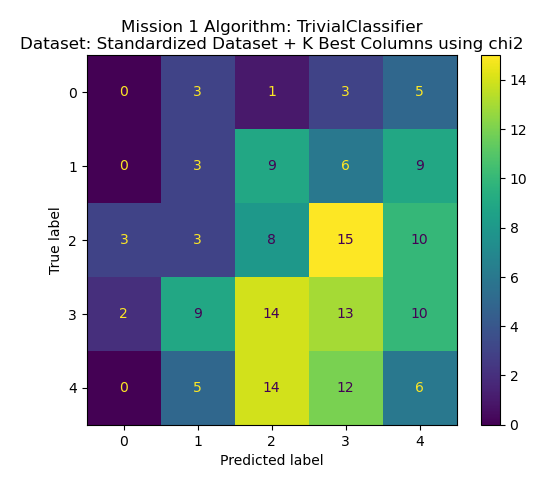 Mission 1 Algorithm: TrivialClassifier
Dataset: Standardized Dataset + K Best Columns using chi2
0 0 3 1 3 5
1 0 3 9 6 9
2 3 3 8 15 10
3 2 9 14 13 10
4 0 5 14 12 6
0 1 2 3 4
True label
Predicted label
14
12
10
8
6
4
2
0